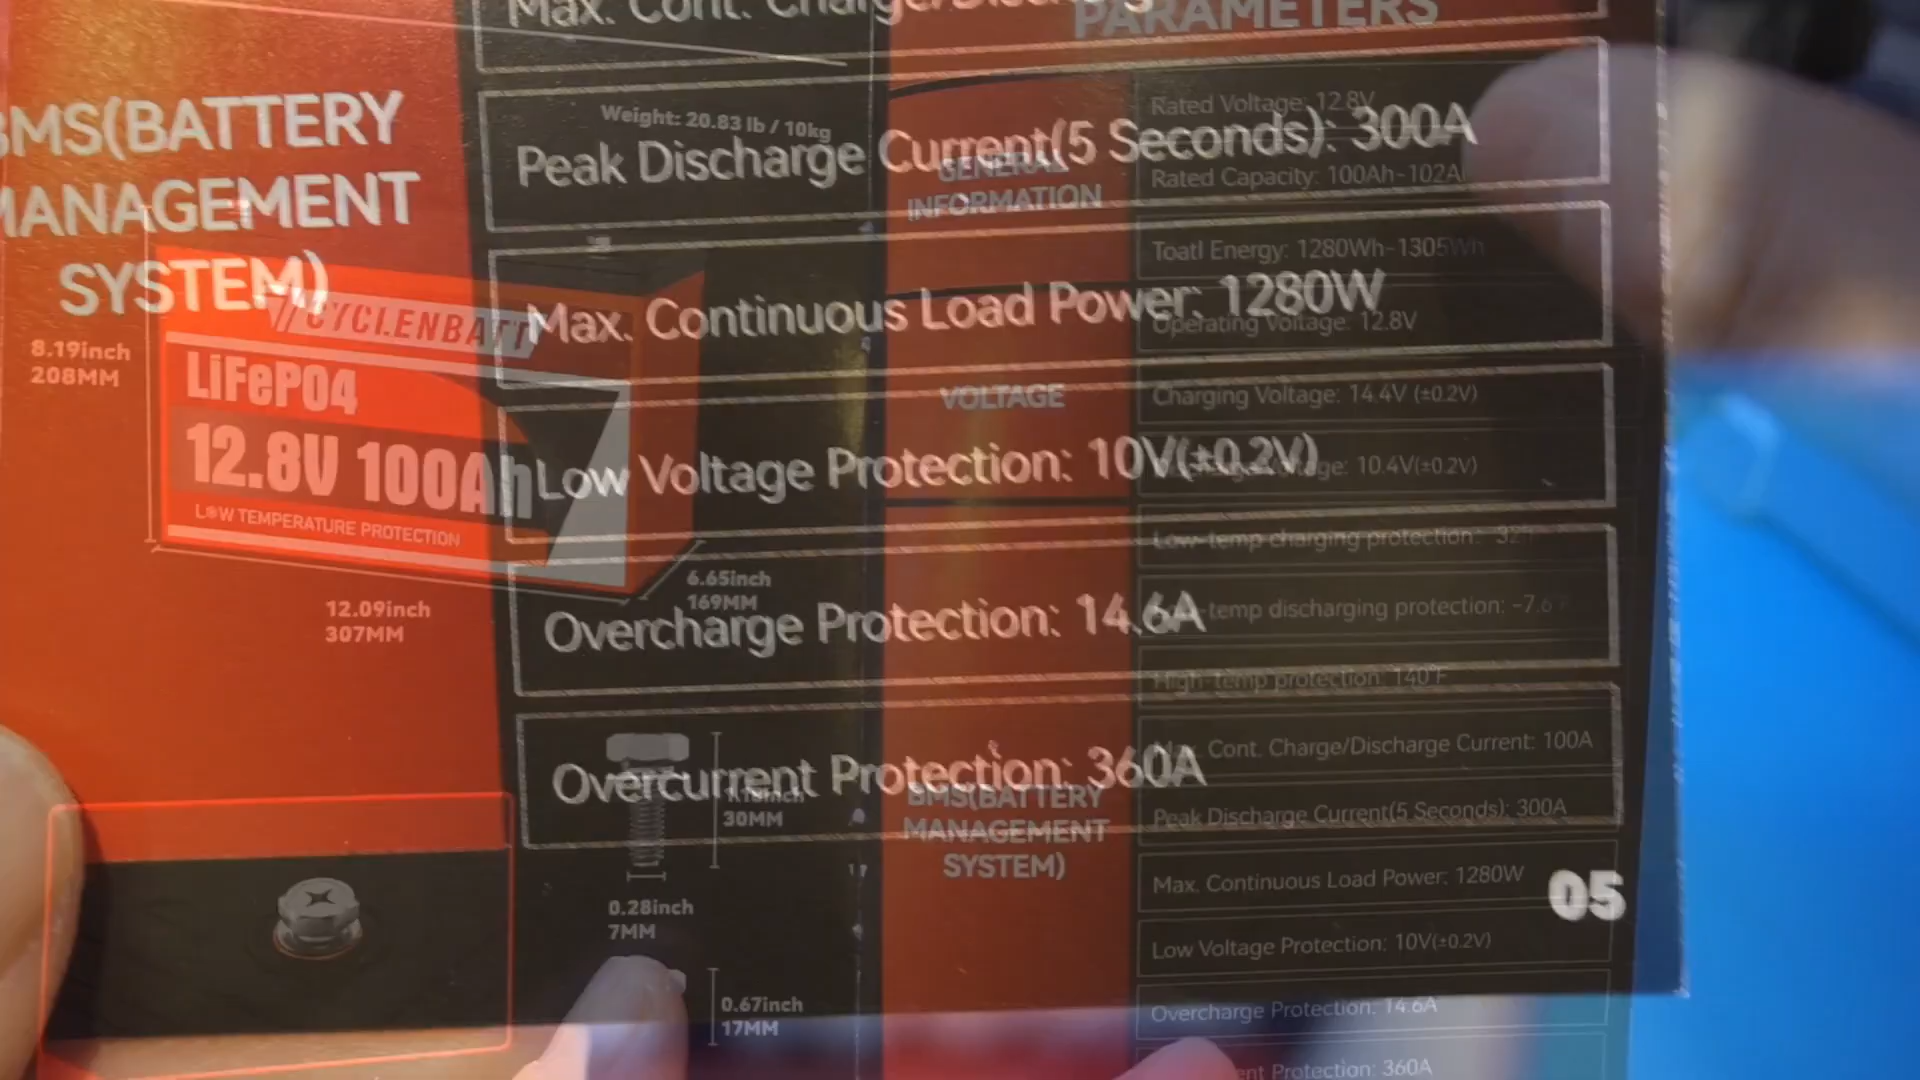 Max. Cont. Charge/Discharge
PARAMETERS
BMS(BATTERY
MANAGEMENT
SYSTEM)
Peak Discharge Current(5 Seconds): 300A
Max. Continuous Load Power: 1280W
Low Voltage Protection: 10V(±0.2V)
Overcharge Protection: 14.6A
Overcurrent Protection: 360A
05
Weight: 20.83 lb / 10kg
8.19inch
208MM
CYCLENBATT
LiFePO4
12.8V 100Ah
LOW TEMPERATURE PROTECTION
12.09inch
307MM
6.65inch
169MM
30MM
0.28inch
7MM
0.67inch
17MM
GENERAL
INFORMATION
Rated Voltage: 12.8V
Rated Capacity: 100Ah-102A
Toatl Energy: 1280Wh-1305Wh
VOLTAGE
Operating Voltage: 12.8V
Charging Voltage: 14.4V (±0.2V)
10.4V(±0.2V)
BMS(BATTERY
MANAGEMENT
SYSTEM)
Low-temp charging protection: 32
temp discharging protection: -7.6
High-temp protection: 140°F
Cont. Charge/Discharge Current: 100A
Peak Discharge Current(5 Seconds): 300A
Max. Continuous Load Power: 1280W
Low Voltage Protection: 10V(±0.2V)
Overcharge Protection: 14.6A
Protection: 360A